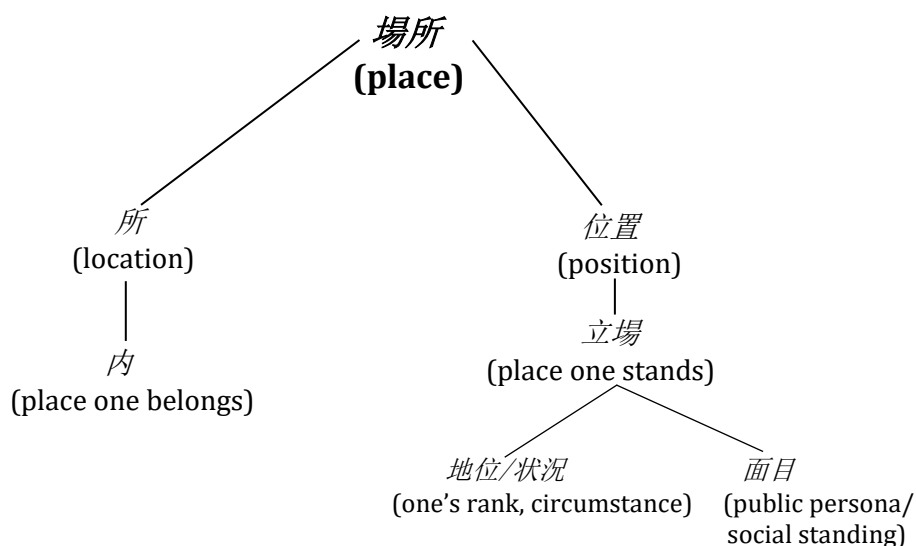 場所
(place)
所
(location)
内
(place one belongs)
位置
(position)
立場
(place one stands)
地位/状況
(one's rank, circumstance)
面目
(public persona/
social standing)